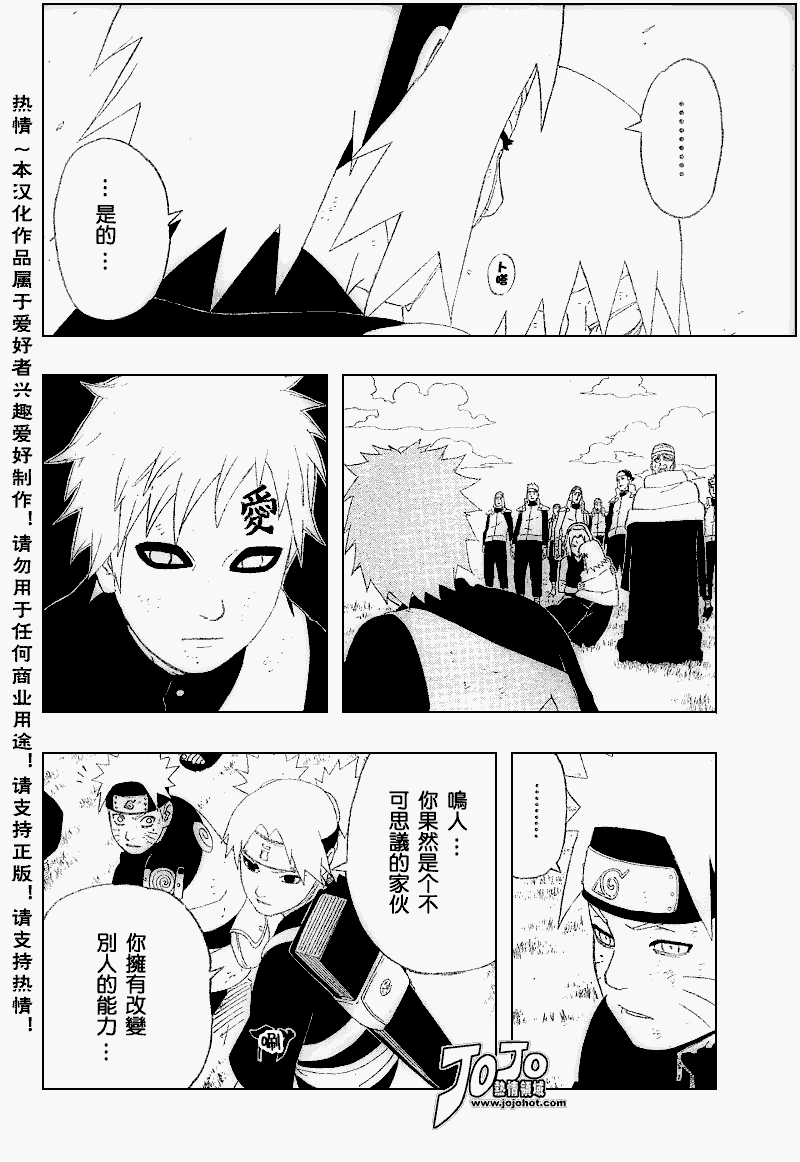 热情~本汉化作品属于爱好者兴趣爱好制作!请勿用于任何商业用途!请支持正版!请支持热情!
………
…是的…
卜嗒
愛
………
鳴人…
你果然是个不
可思議的家伙
你擁有改變
別人的能力…
JOJO
熱情領域
www.jojohot.com